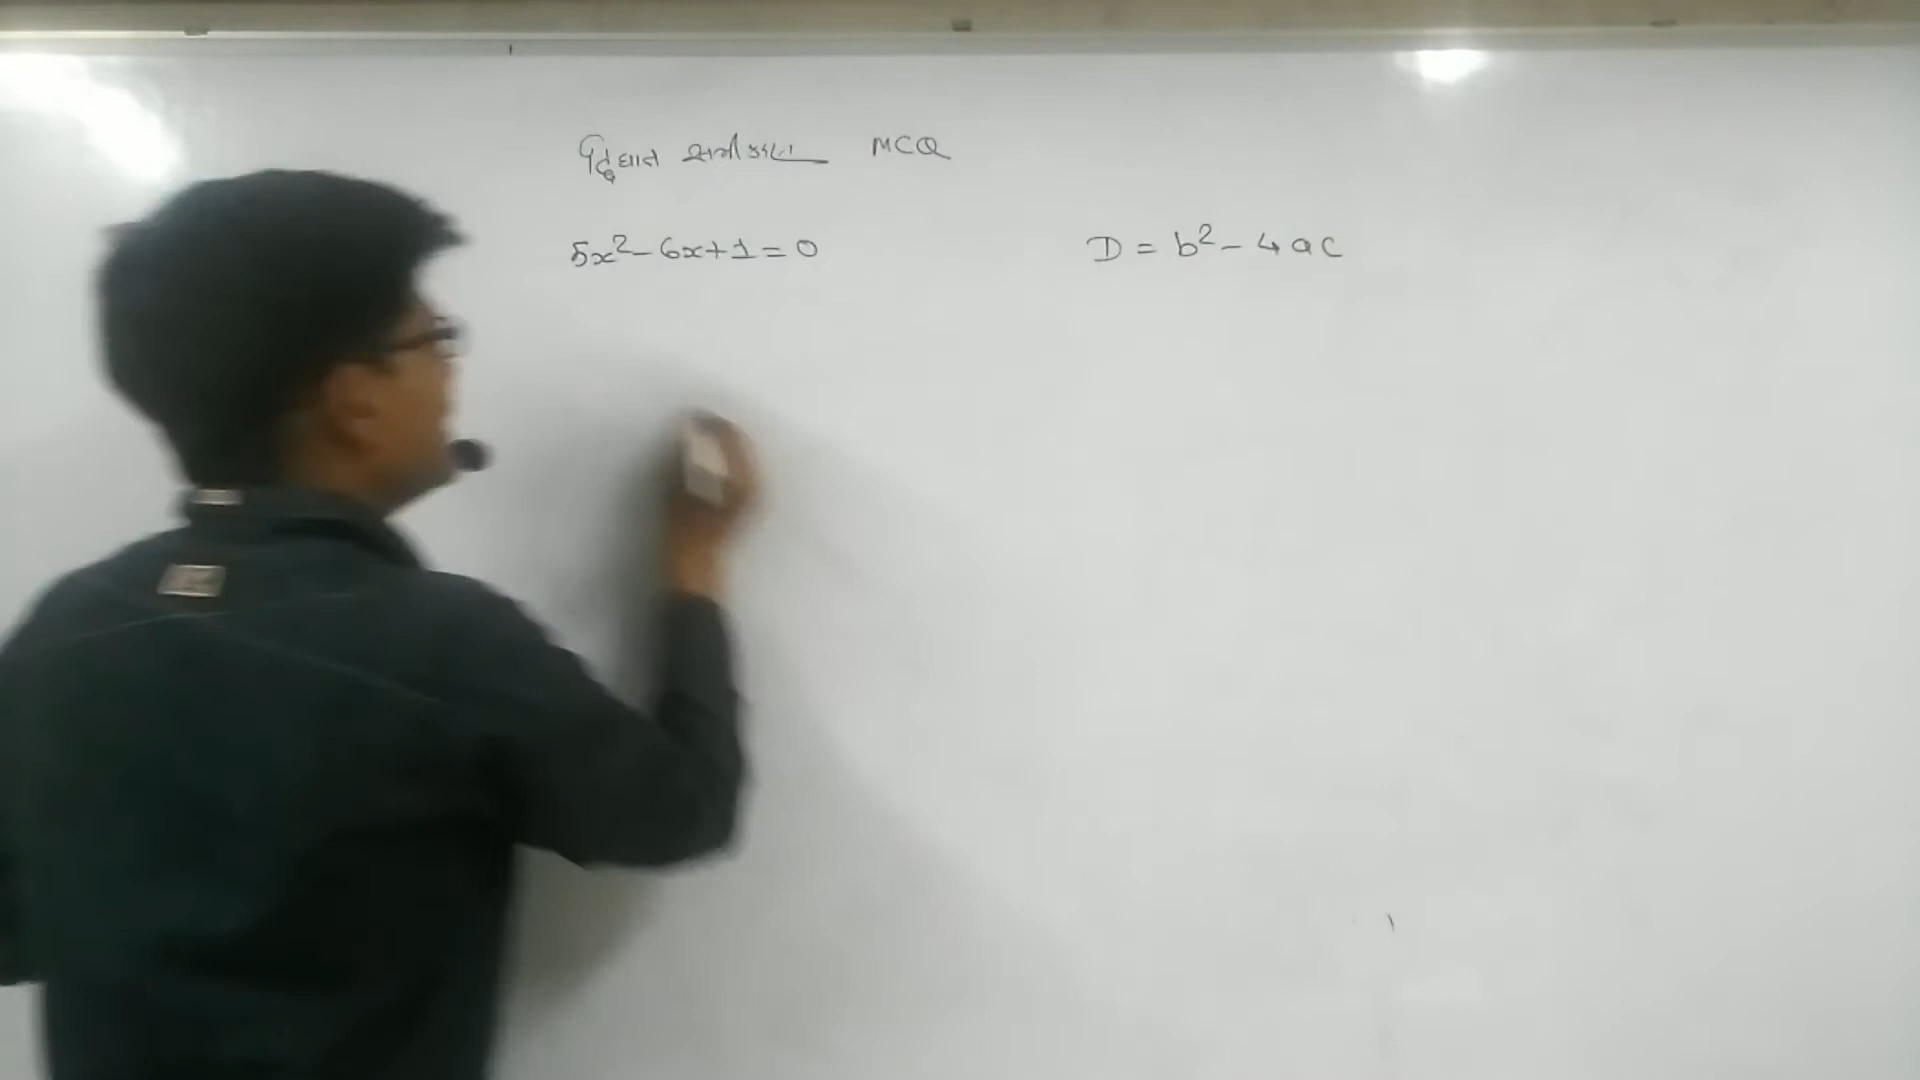 દ્વિઘાત સમીકરણ MCQ
5x² - 6x + 1 = 0
D = b² - 4ac